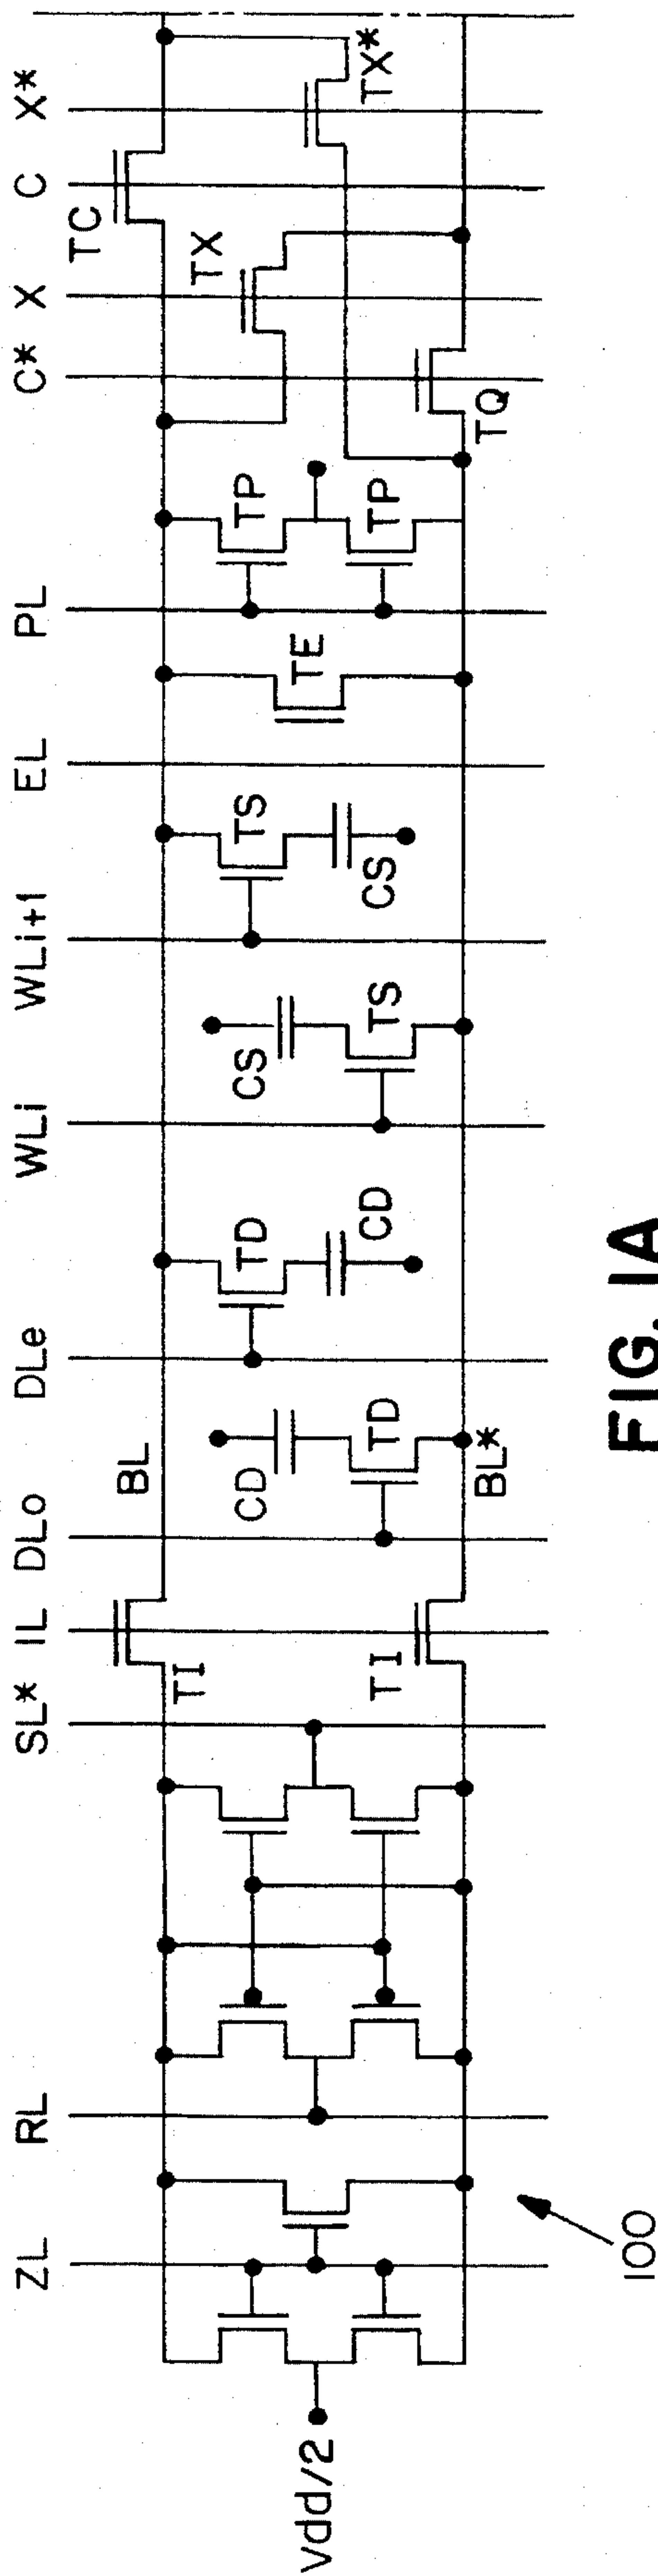 ZL RL SL* IL DLo DLe WLi WLi+1 EL PL C* X C X*
TC
BL
TI
TX
TD TS TP
CD CS TE
CD CS
TD TS TP
TX*
TI
BL*
TQ
Vdd/2
100
FIG. 1A